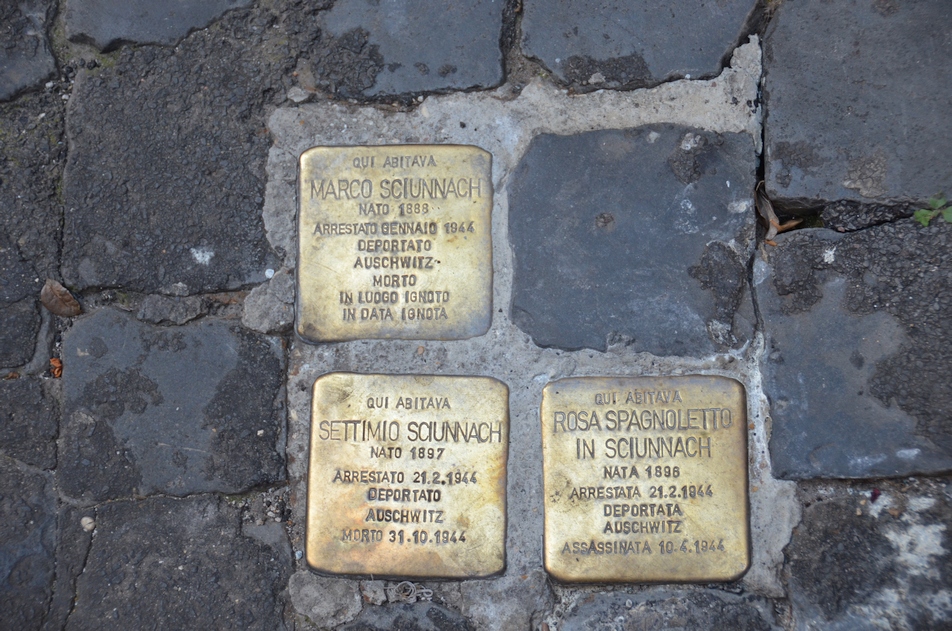 QUI ABITAVA
MARCO SCIUNNACH
NATO 1888
ARRESTATO GENNAIO 1944
DEPORTATO
AUSCHWITZ
MORTO
IN LUOGO IGNOTO
IN DATA IGNOTA
QUI ABITAVA
SETTIMIO SCIUNNACH
NATO 1897
ARRESTATO 21.2.1944
DEPORTATO
AUSCHWITZ
MORTO 31.10.1944
QUI ABITAVA
ROSA SPAGNOLETTO
IN SCIUNNACH
NATA 1896
ARRESTATA 21.2.1944
DEPORTATA
AUSCHWITZ
ASSASSINATA 10.4.1944